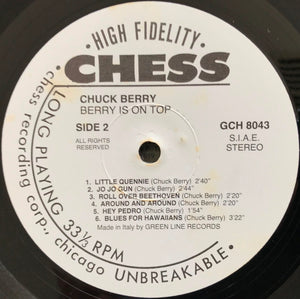 · HIGH FIDELITY ·
CHESS
CHUCK BERRY
BERRY IS ON TOP
SIDE 2
GCH 8043
ALL RIGHTS
RESERVED
S.I.A.E.
STEREO
1. LITTLE QUENNIE (Chuck Berry) 2'40"
2. JO JO GUN (Chuck Berry) 2'44"
3. ROLL OVER BEETHOVEN (Chuck Berry) 2'20"
4. AROUND AND AROUND (Chuck Berry) 2'20"
5. HEY PEDRO (Chuck Berry) 1'54"
6. BLUES FOR HAWAIIANS (Chuck Berry) 3'22"
Made in Italy by GREEN LINE RECORDS
LONG PLAYING 33⅓ RPM
UNBREAKABLE ·
chess recording corp., chicago